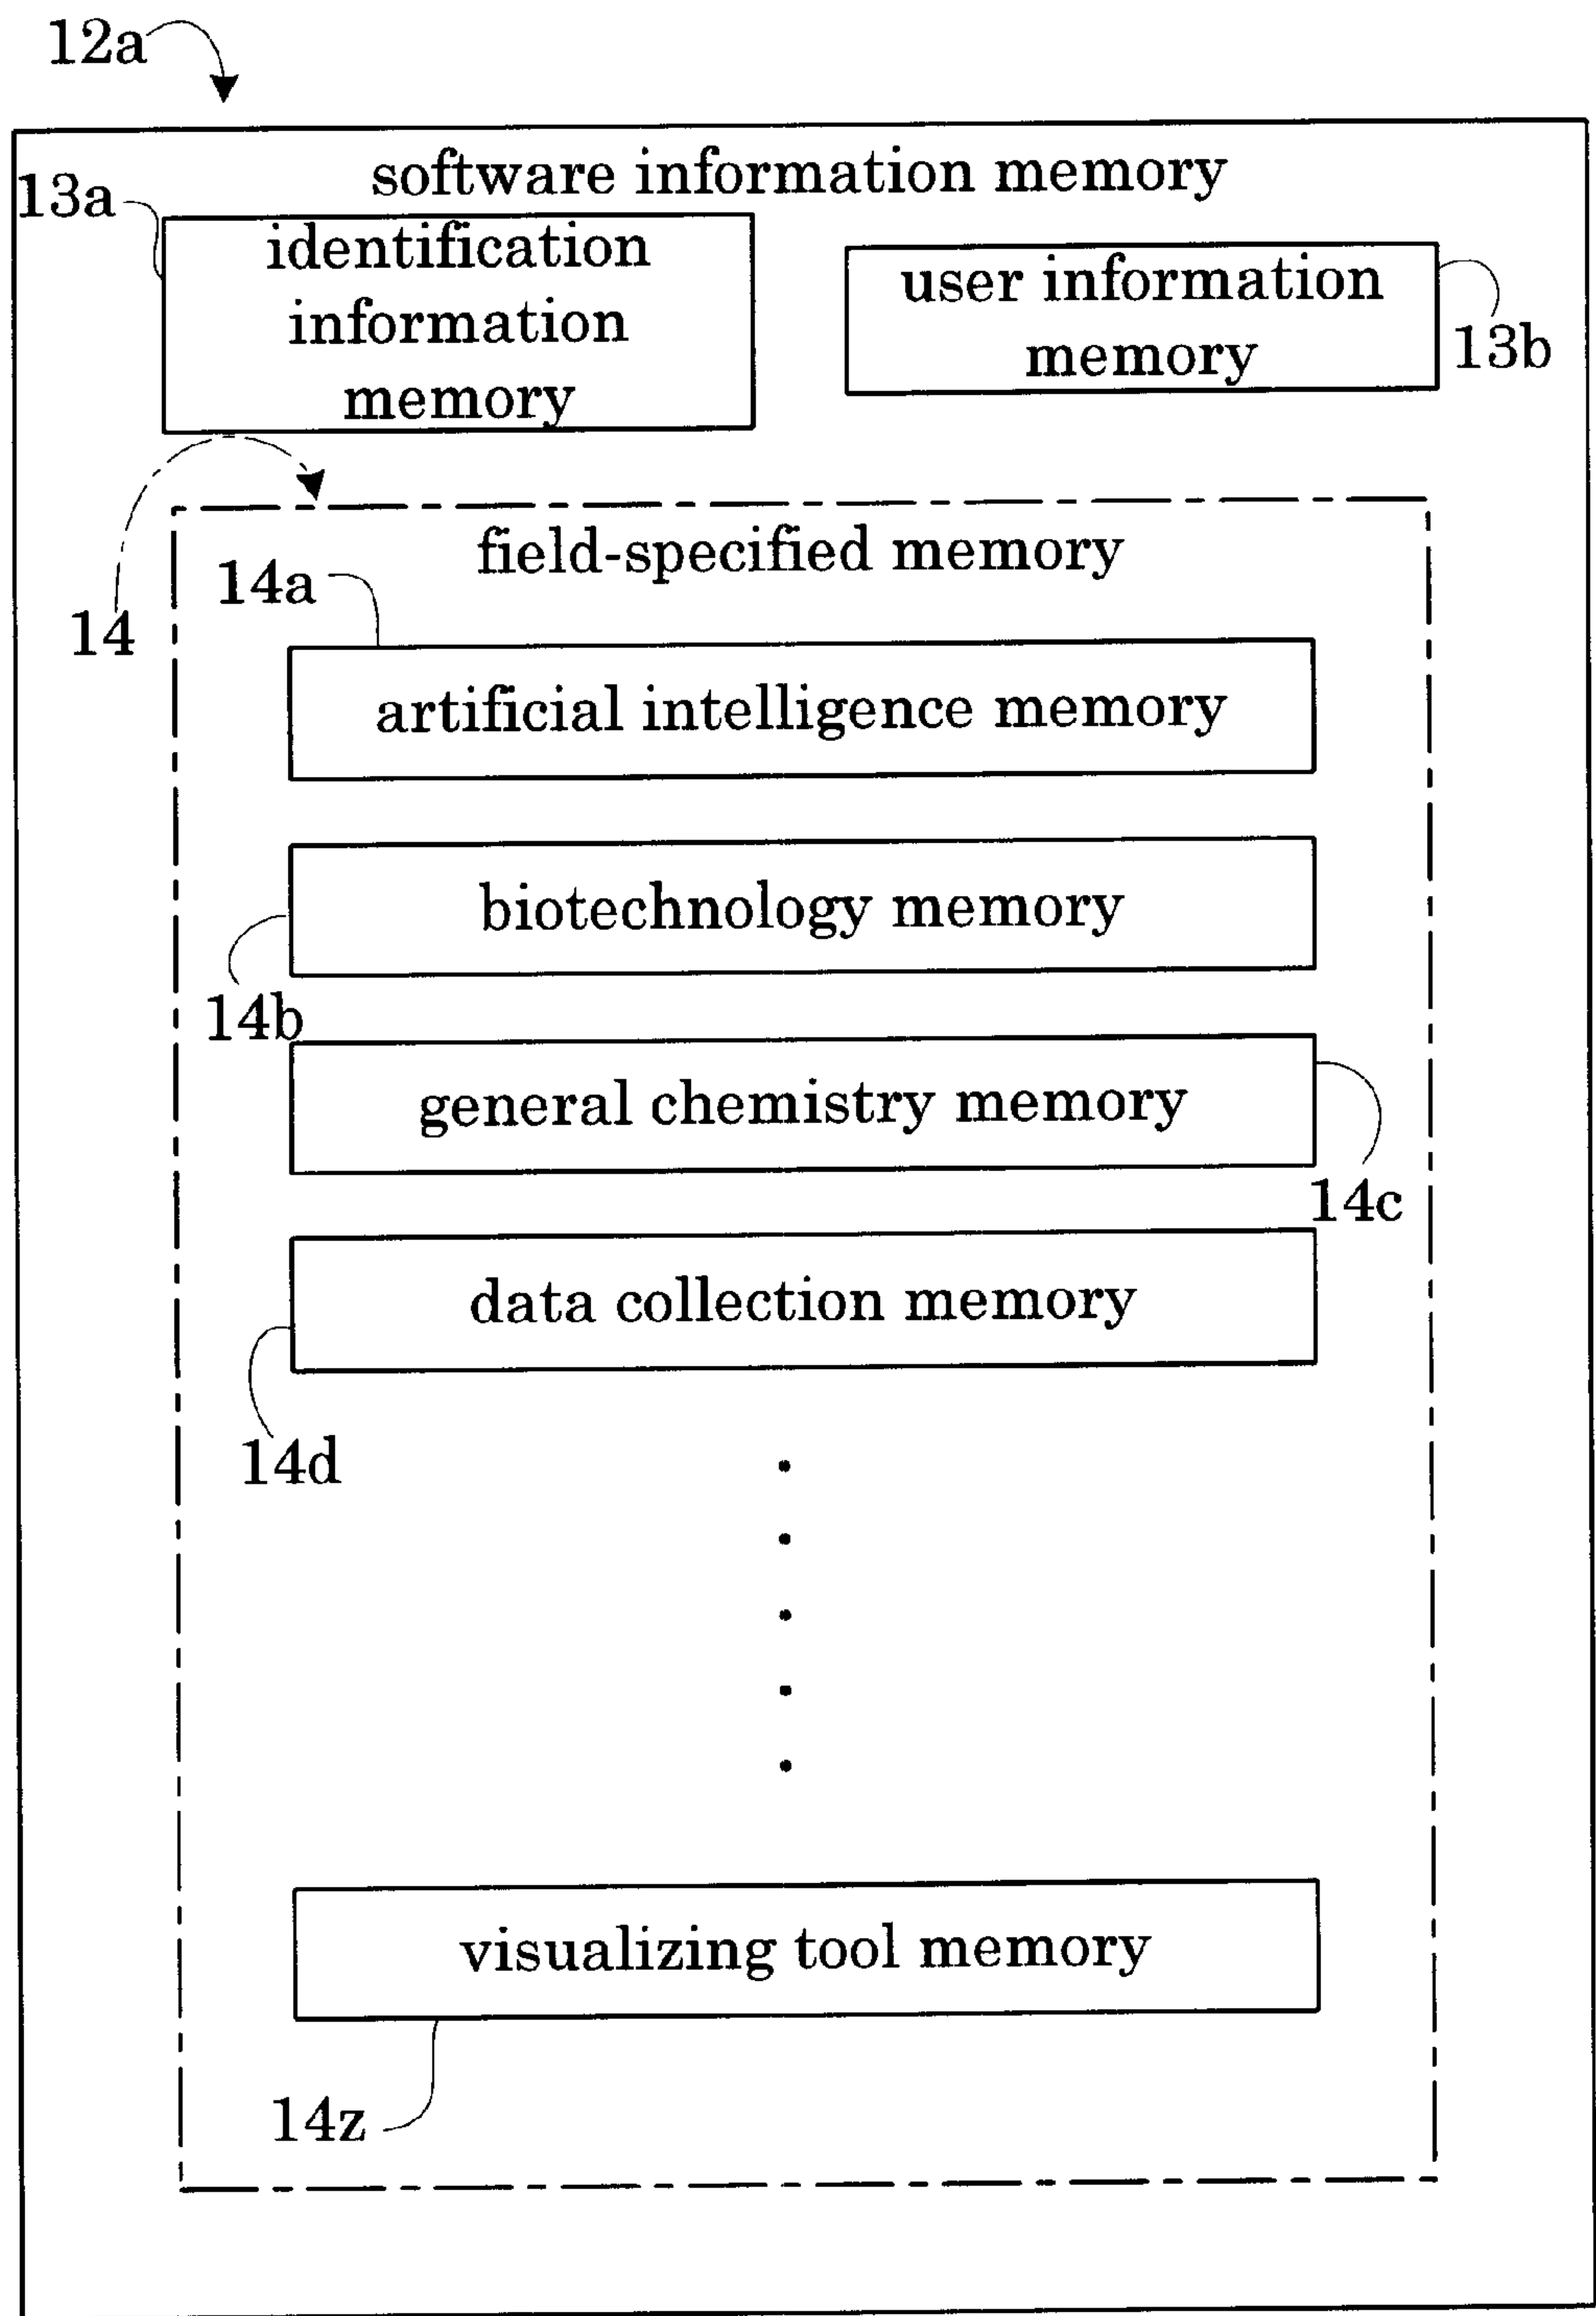 12a
software information memory
13a
identification
information
memory
user information
memory
13b
14
field-specified memory
14a
artificial intelligence memory
biotechnology memory
14b
general chemistry memory
14c
data collection memory
14d
visualizing tool memory
14z